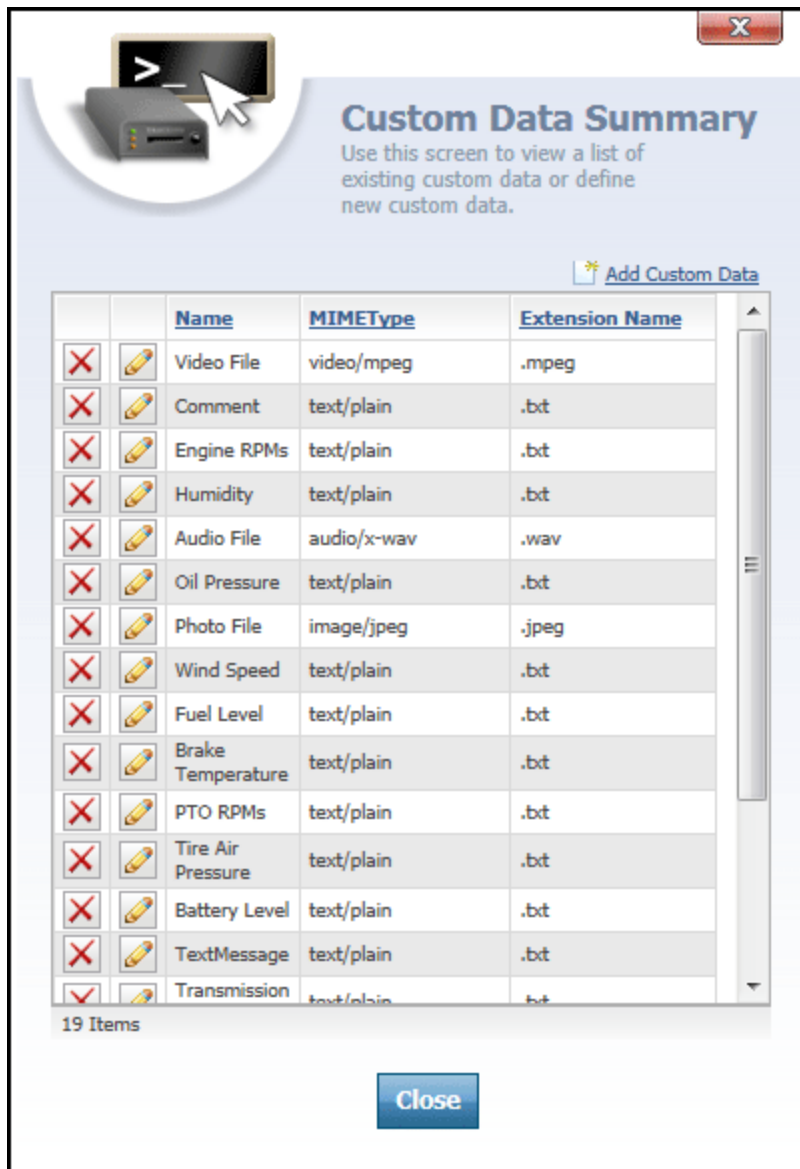 >_
Custom Data Summary
Use this screen to view a list of
existing custom data or define
new custom data.
Add Custom Data
Name MIMEType Extension Name
Video File video/mpeg .mpeg
Comment text/plain .txt
Engine RPMs text/plain .txt
Humidity text/plain .txt
Audio File audio/x-wav .wav
Oil Pressure text/plain .txt
Photo File image/jpeg .jpeg
Wind Speed text/plain .txt
Fuel Level text/plain .txt
Brake
Temperature text/plain .txt
PTO RPMs text/plain .txt
Tire Air
Pressure text/plain .txt
Battery Level text/plain .txt
TextMessage text/plain .txt
Transmission
text/plain .txt
19 Items
Close